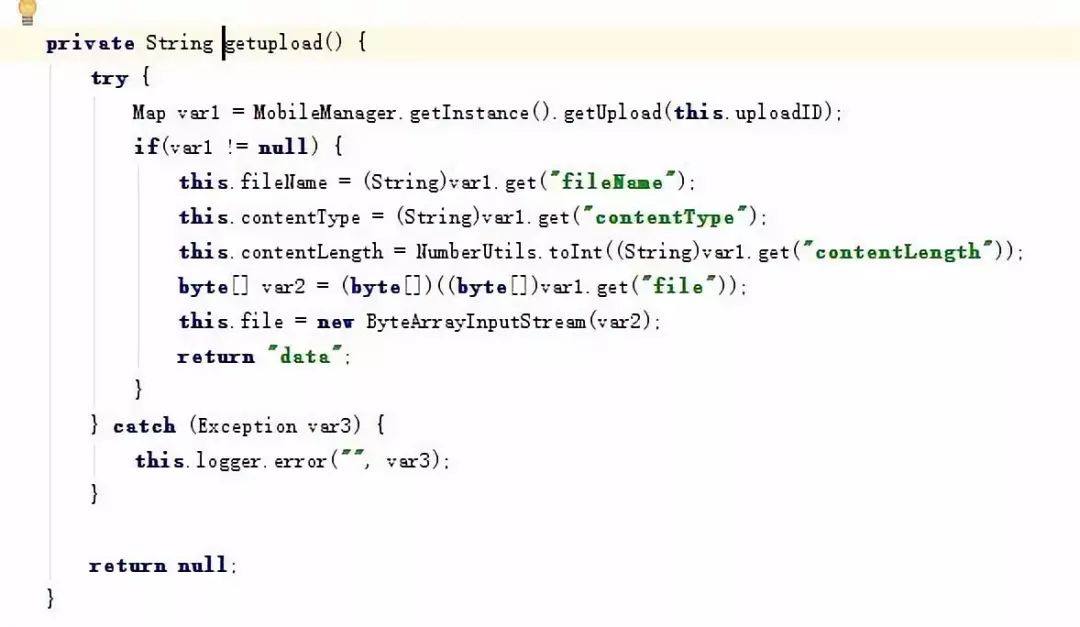 private String getupload() {
try {
Map var1 = MobileManager.getInstance().getUpload(this.uploadID);
if(var1 != null) {
this.fileName = (String)var1.get("fileName");
this.contentType = (String)var1.get("contentType");
this.contentLength = NumberUtils.toInt((String)var1.get("contentLength"));
byte[] var2 = (byte[])((byte[])var1.get("file"));
this.file = new ByteArrayInputStream(var2);
return "data";
}
} catch (Exception var3) {
this.logger.error("", var3);
}
return null;
}